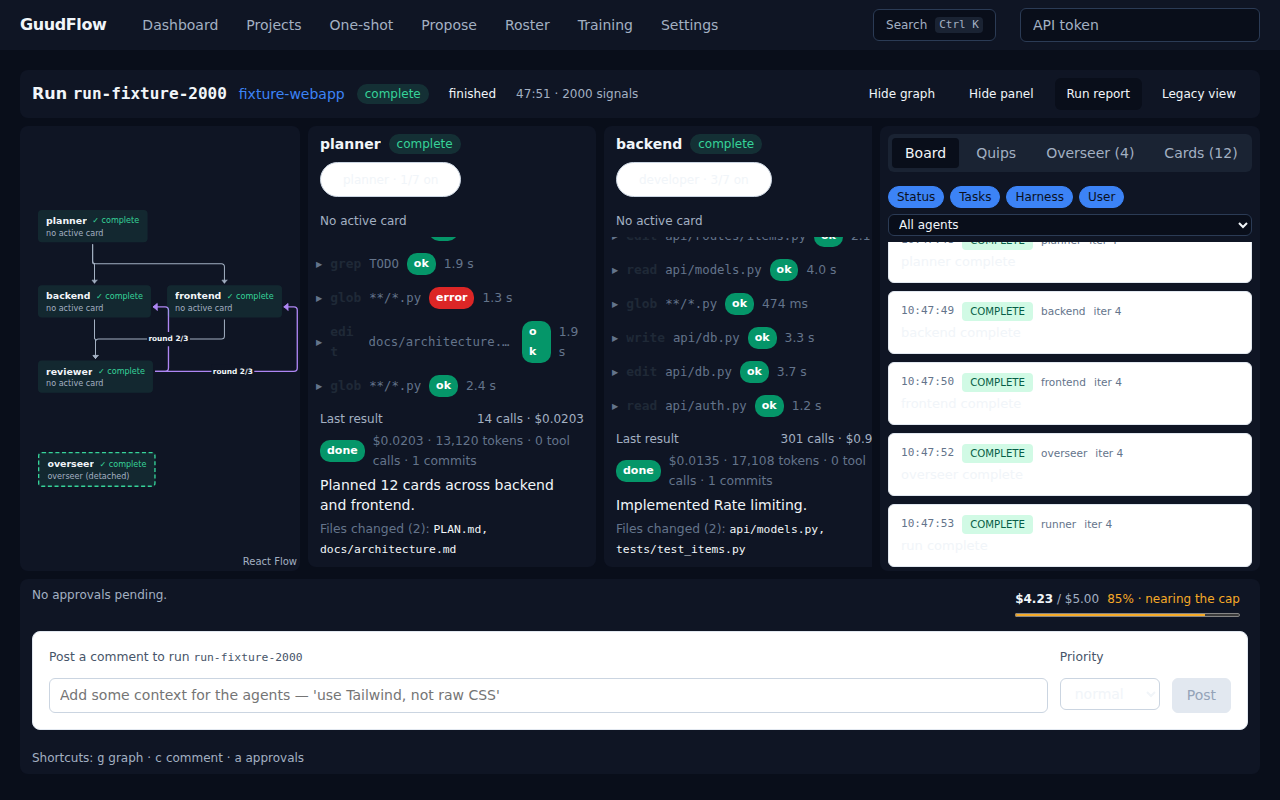 GuudFlow Dashboard Projects One-shot Propose Roster Training Settings Search Ctrl K API token
Run run-fixture-2000 fixture-webapp complete finished 47:51 · 2000 signals Hide graph Hide panel Run report Legacy view
planner ✓ complete
no active card
backend ✓ complete
no active card
frontend ✓ complete
no active card
round 2/3
reviewer ✓ complete
no active card
round 2/3
overseer ✓ complete
overseer (detached)
React Flow
planner complete
planner · 1/7 on
No active card
▶ grep TODO ok 1.9 s
▶ glob **/*.py error 1.3 s
▶ edit docs/architecture.… ok 1.9 s
▶ glob **/*.py ok 2.4 s
Last result 14 calls · $0.0203
done $0.0203 · 13,120 tokens · 0 tool
calls · 1 commits
Planned 12 cards across backend
and frontend.
Files changed (2): PLAN.md,
docs/architecture.md
backend complete
developer · 3/7 on
No active card
▶ edit api/routes/items.py ok 2.1
▶ read api/models.py ok 4.0 s
▶ glob **/*.py ok 474 ms
▶ write api/db.py ok 3.3 s
▶ edit api/db.py ok 3.7 s
▶ read api/auth.py ok 1.2 s
Last result 301 calls · $0.9
done $0.0135 · 17,108 tokens · 0 tool
calls · 1 commits
Implemented Rate limiting.
Files changed (2): api/models.py,
tests/test_items.py
Board Quips Overseer (4) Cards (12)
Status Tasks Harness User
All agents
COMPLETE planner iter 4
planner complete
10:47:49 COMPLETE backend iter 4
backend complete
10:47:50 COMPLETE frontend iter 4
frontend complete
10:47:52 COMPLETE overseer iter 4
overseer complete
10:47:53 COMPLETE runner iter 4
run complete
No approvals pending.
$4.23 / $5.00 85% · nearing the cap
Post a comment to run run-fixture-2000 Priority
Add some context for the agents — 'use Tailwind, not raw CSS' normal Post
Shortcuts: g graph · c comment · a approvals